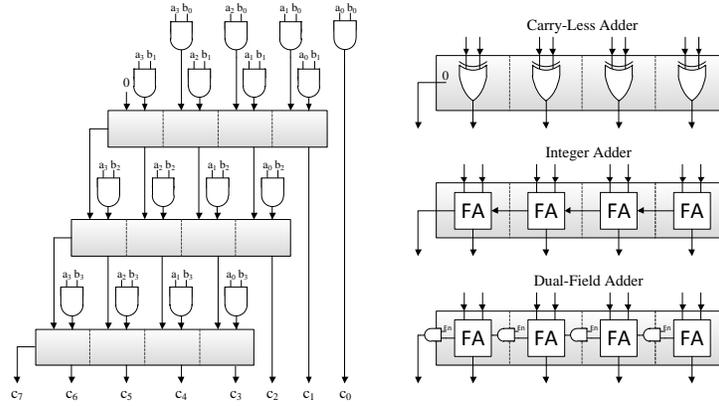 a₃ b₀ a₂ b₀ a₁ b₀ a₀ b₀
a₃ b₁ a₂ b₁ a₁ b₁ a₀ b₁
0
a₃ b₂ a₂ b₂ a₁ b₂ a₀ b₂
a₃ b₃ a₂ b₃ a₁ b₃ a₀ b₃
c₇ c₆ c₅ c₄ c₃ c₂ c₁ c₀
Carry-Less Adder
0
Integer Adder
FA FA FA FA
Dual-Field Adder
En FA En FA En FA En FA